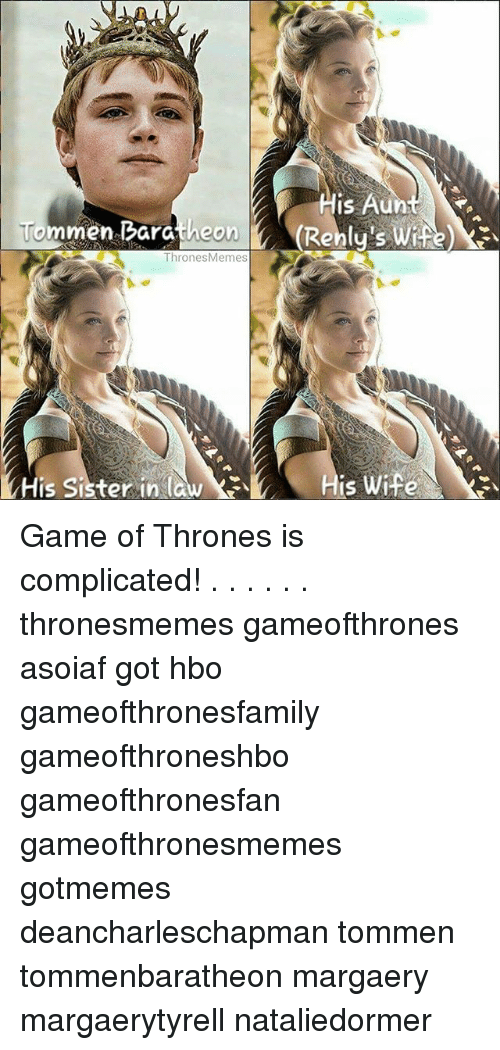 Tommen Baratheon
His Aunt
(Renly's Wife)
ThronesMemes
His Sister in law
His Wife
Game of Thrones is
complicated! . . . . . .
thronesmemes gameofthrones
asoiaf got hbo
gameofthronesfamily
gameofthroneshbo
gameofthronesfan
gameofthronesmemes
gotmemes
deancharleschapman tommen
tommenbaratheon margaery
margaerytyrell nataliedormer